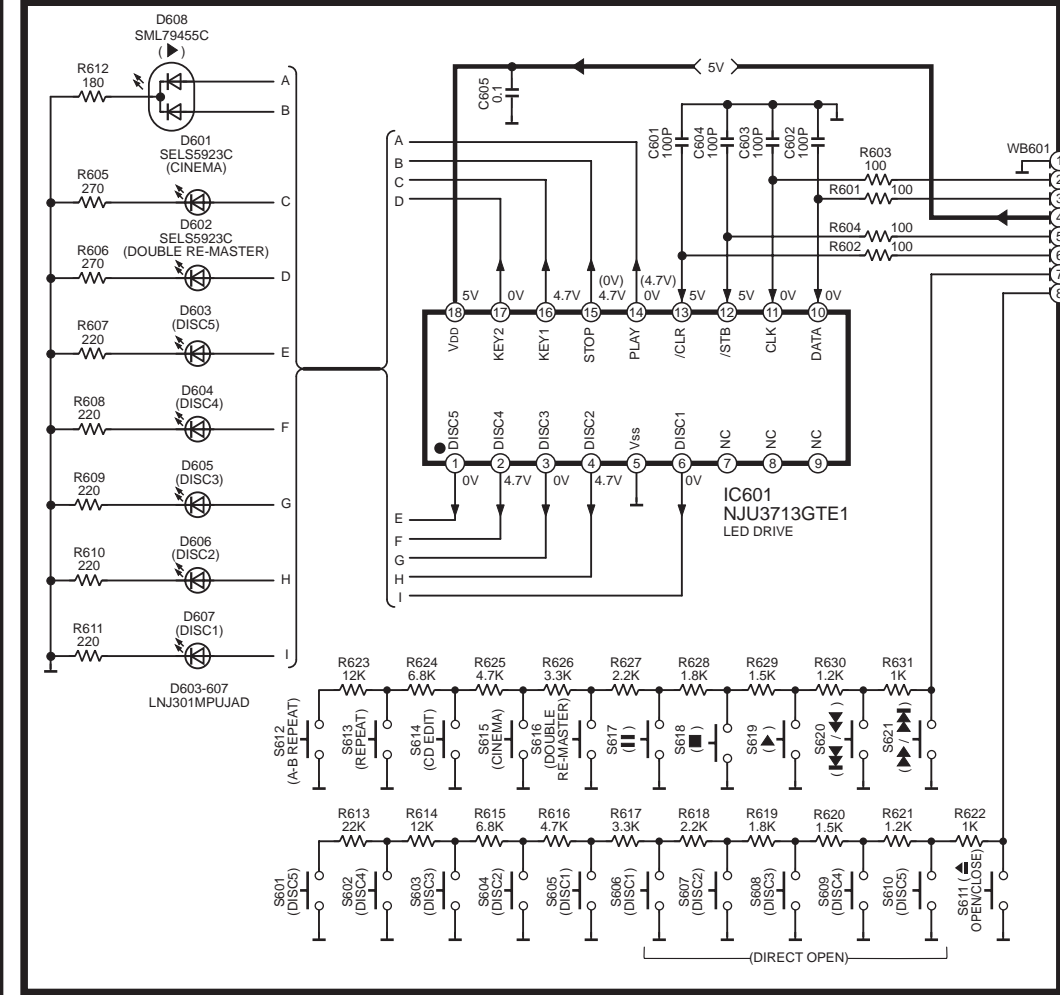 D608
SML79455C
( ▶ )
R612
180
A
B
D601
SELS5923C
(CINEMA)
R605
270
C
D602
SELS5923C
(DOUBLE RE-MASTER)
R606
270
D
D603
(DISC5)
R607
220
E
D604
(DISC4)
R608
220
F
D605
(DISC3)
R609
220
G
D606
(DISC2)
R610
220
H
D607
(DISC1)
R611
220
I
D603-607
LNJ301MPUJAD
5V
C605
0.1
C601
100P
C604
100P
C603
100P
C602
100P
WB601
R603
100
R601 100
R604 100
R602 100
1
2
3
4
5
6
7
8
A
B
C
D
(0V) (4.7V)
5V 0V 4.7V 4.7V 0V 5V 5V 0V 0V
18 17 16 15 14 13 12 11 10
VDD KEY2 KEY1 STOP PLAY /CLR /STB CLK DATA
DISC5 DISC4 DISC3 DISC2 Vss DISC1 NC NC NC
1 2 3 4 5 6 7 8 9
0V 4.7V 0V 4.7V 0V
IC601
NJU3713GTE1
LED DRIVE
E
F
G
H
I
R623 R624 R625 R626 R627 R628 R629 R630 R631
12K 6.8K 4.7K 3.3K 2.2K 1.8K 1.5K 1.2K 1K
S612
(A-B REPEAT)
S613
(REPEAT)
S614
(CD EDIT)
S615
(CINEMA)
S616
(DOUBLE
RE-MASTER)
S617
S618
(■)
S619
(▲)
S620
S621
R613 R614 R615 R616 R617 R618 R619 R620 R621 R622
22K 12K 6.8K 4.7K 3.3K 2.2K 1.8K 1.5K 1.2K 1K
S601
(DISC5)
S602
(DISC4)
S603
(DISC3)
S604
(DISC2)
S605
(DISC1)
S606
(DISC1)
S607
(DISC2)
S608
(DISC3)
S609
(DISC4)
S610
(DISC5)
S611 (⏏
OPEN/CLOSE)
(DIRECT OPEN)